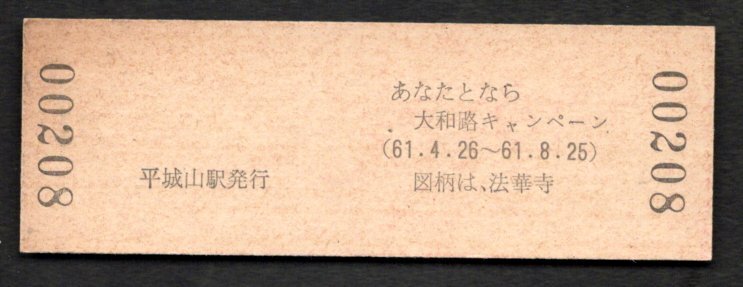 00208
あなたとなら
大和路キャンペーン
(61.4.26～61.8.25)
図柄は、法華寺
平城山駅発行
00208